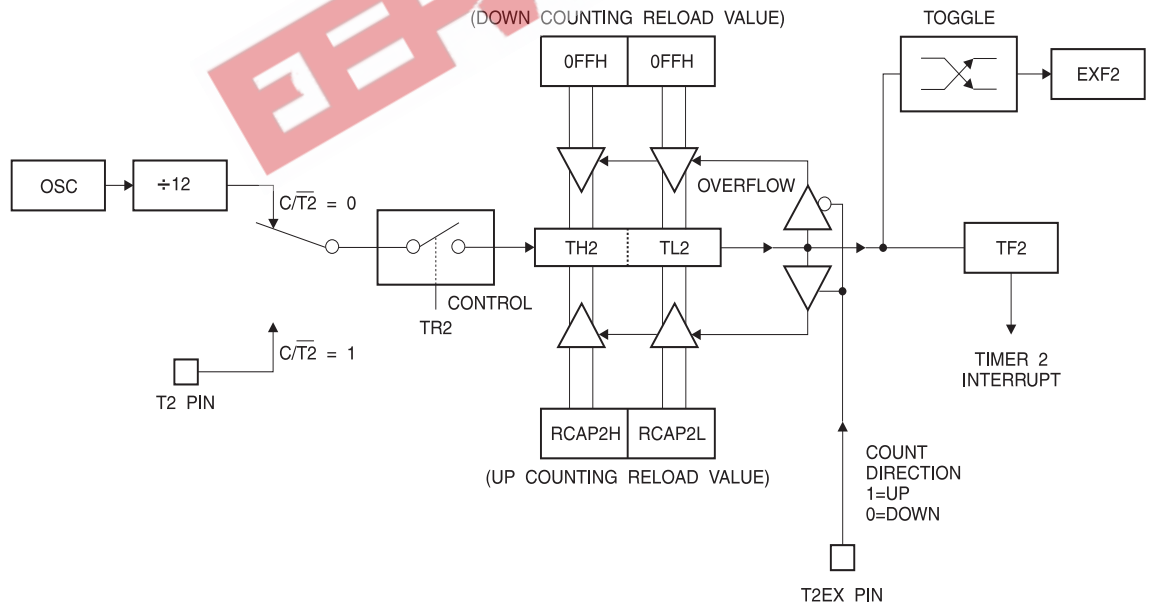 (DOWN COUNTING RELOAD VALUE)
TOGGLE
0FFH 0FFH
EXF2
OSC
÷12
OVERFLOW
C/T2̅ = 0
TH2 TL2
TF2
CONTROL
TR2
C/T2̅ = 1
TIMER 2
INTERRUPT
T2 PIN
RCAP2H RCAP2L
(UP COUNTING RELOAD VALUE)
COUNT
DIRECTION
1=UP
0=DOWN
T2EX PIN